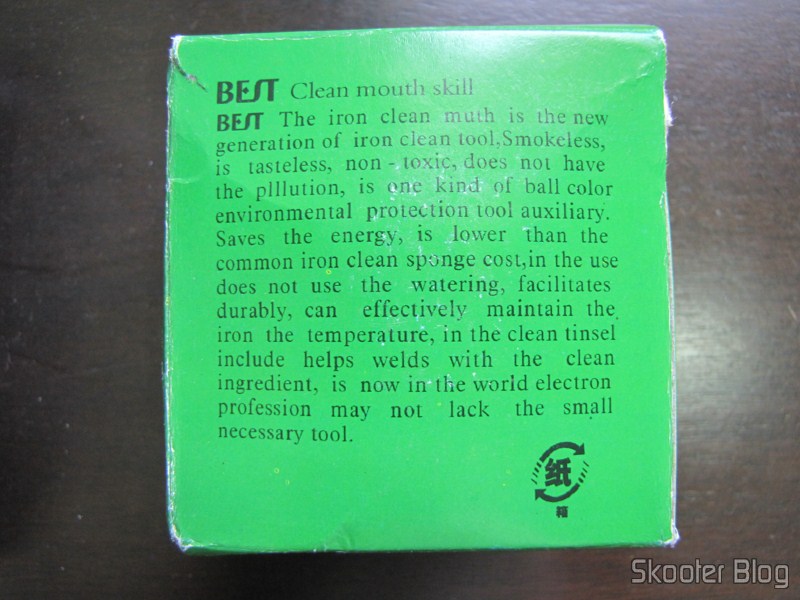 BEST Clean mouth skill
BEST The iron clean muth is the new
generation of iron clean tool,Smokeless,
is tasteless, non - toxic, does not have
the plllution, is one kind of ball color
environmental protection tool auxiliary.
Saves the energy, is lower than the
common iron clean sponge cost,in the use
does not use the watering, facilitates
durably, can effectively maintain the
iron the temperature, in the clean tinsel
include helps welds with the clean
ingredient, is now in the world electron
profession may not lack the small
necessary tool.
纸
箱
Skooter Blog